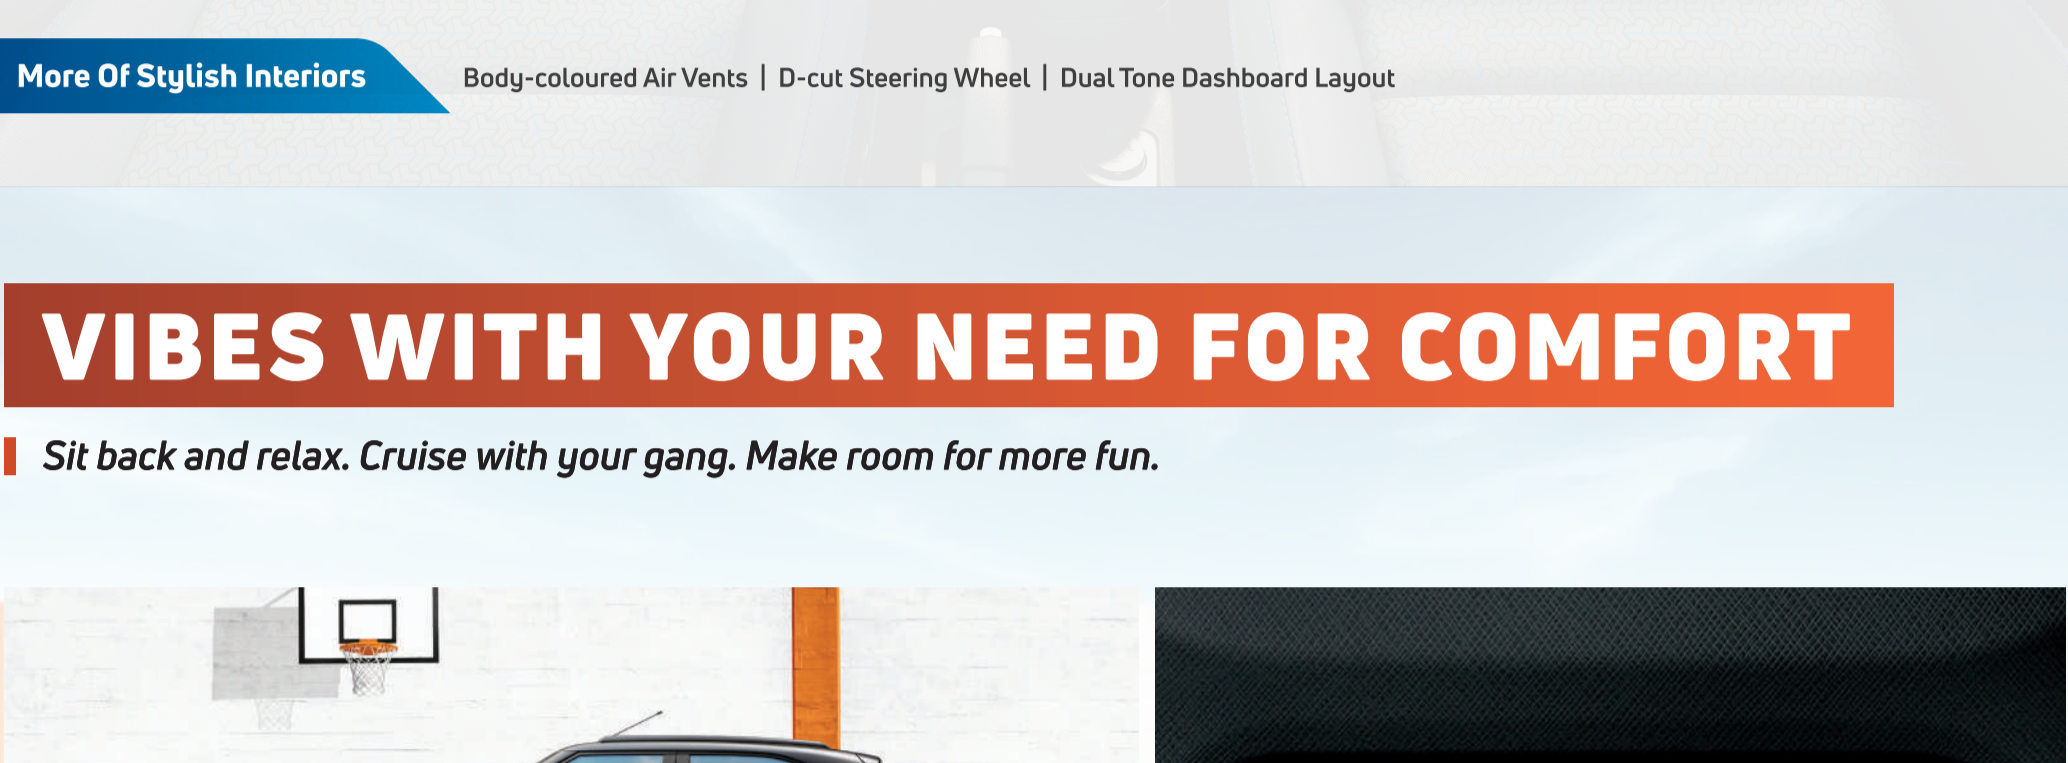 More Of Stylish Interiors
Body-coloured Air Vents | D-cut Steering Wheel | Dual Tone Dashboard Layout
VIBES WITH YOUR NEED FOR COMFORT
Sit back and relax. Cruise with your gang. Make room for more fun.